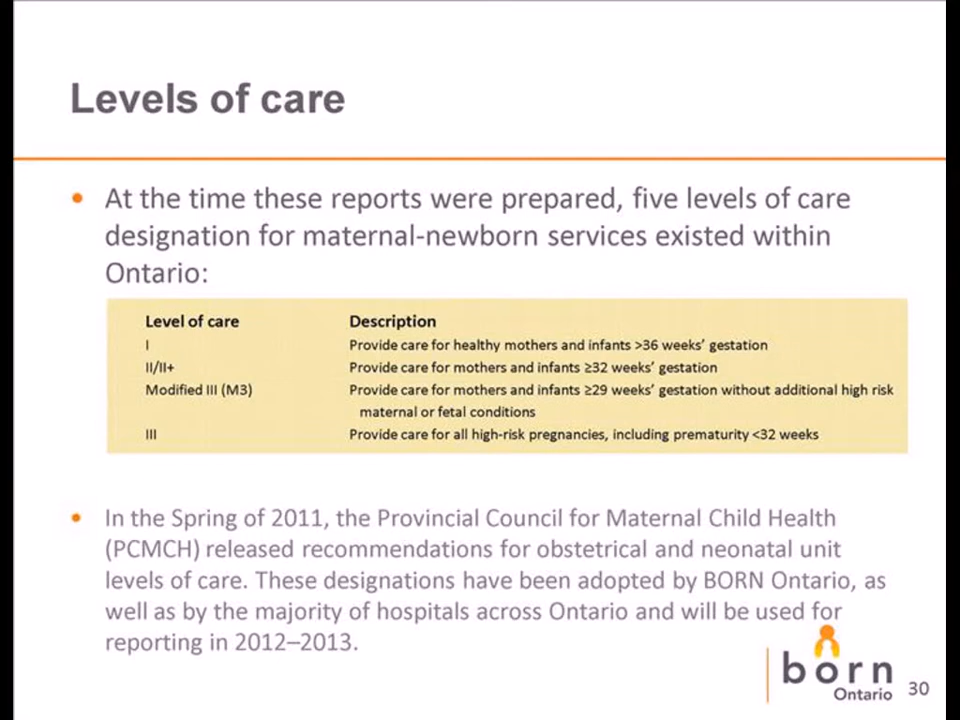 Levels of care
• At the time these reports were prepared, five levels of care
designation for maternal-newborn services existed within
Ontario:
Level of care Description
I Provide care for healthy mothers and infants >36 weeks' gestation
II/II+ Provide care for mothers and infants ≥32 weeks' gestation
Modified III (M3) Provide care for mothers and infants ≥29 weeks' gestation without additional high risk
maternal or fetal conditions
III Provide care for all high-risk pregnancies, including prematurity <32 weeks
• In the Spring of 2011, the Provincial Council for Maternal Child Health
(PCMCH) released recommendations for obstetrical and neonatal unit
levels of care. These designations have been adopted by BORN Ontario, as
well as by the majority of hospitals across Ontario and will be used for
reporting in 2012–2013.
born
Ontario
30